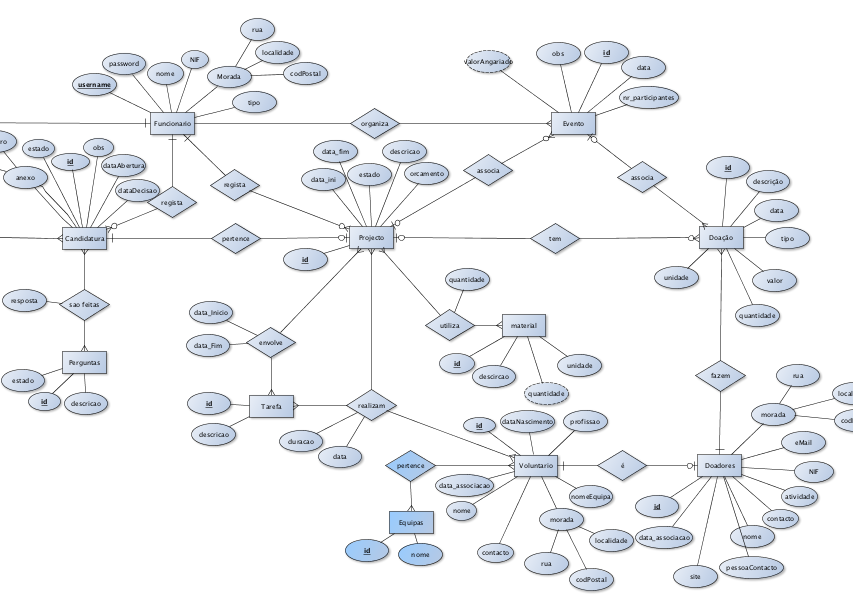 rua
localidade
codPostal
NIF
password
nome
Morada
username
tipo
Funcionario
organiza
valorAngariado
obs
id
data
nr_participantes
Evento
ro
estado
id
obs
dataAbertura
anexo
dataDecisao
regista
Candidatura
regista
data_fim
descricao
data_ini
estado
orcamento
associa
associa
id
descrição
data
tipo
Doação
unidade
valor
quantidade
pertence
Projecto
id
tem
resposta
sao feitas
Perguntas
estado
id
descricao
data_Inicio
data_Fim
envolve
quantidade
utiliza
material
id
descircao
unidade
quantidade
id
descricao
Tarefa
duracao
realizam
data
fazem
rua
morada
local
codl
eMail
NIF
atividade
contacto
nome
pessoaContacto
site
data_associacao
id
Doadores
é
id
dataNascimento
profissao
Voluntario
pertence
data_associacao
nome
nomeEquipa
morada
localidade
contacto
rua
codPostal
Equipas
id
nome